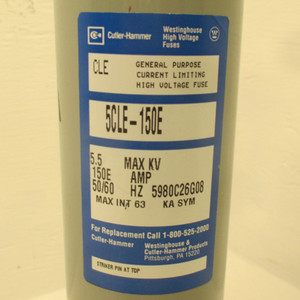 Cutler-Hammer
Westinghouse
High Voltage
Fuses
CLE
GENERAL PURPOSE
CURRENT LIMITING
HIGH VOLTAGE FUSE
5CLE-150E
5.5 MAX KV
150E AMP
50/60 HZ 5980C26G08
MAX INT 63 KA SYM
For Replacement Call 1-800-525-2000
Cutler-Hammer
Westinghouse &
Cutler-Hammer Products
Pittsburgh, PA 15220
STRIKER PIN AT TOP